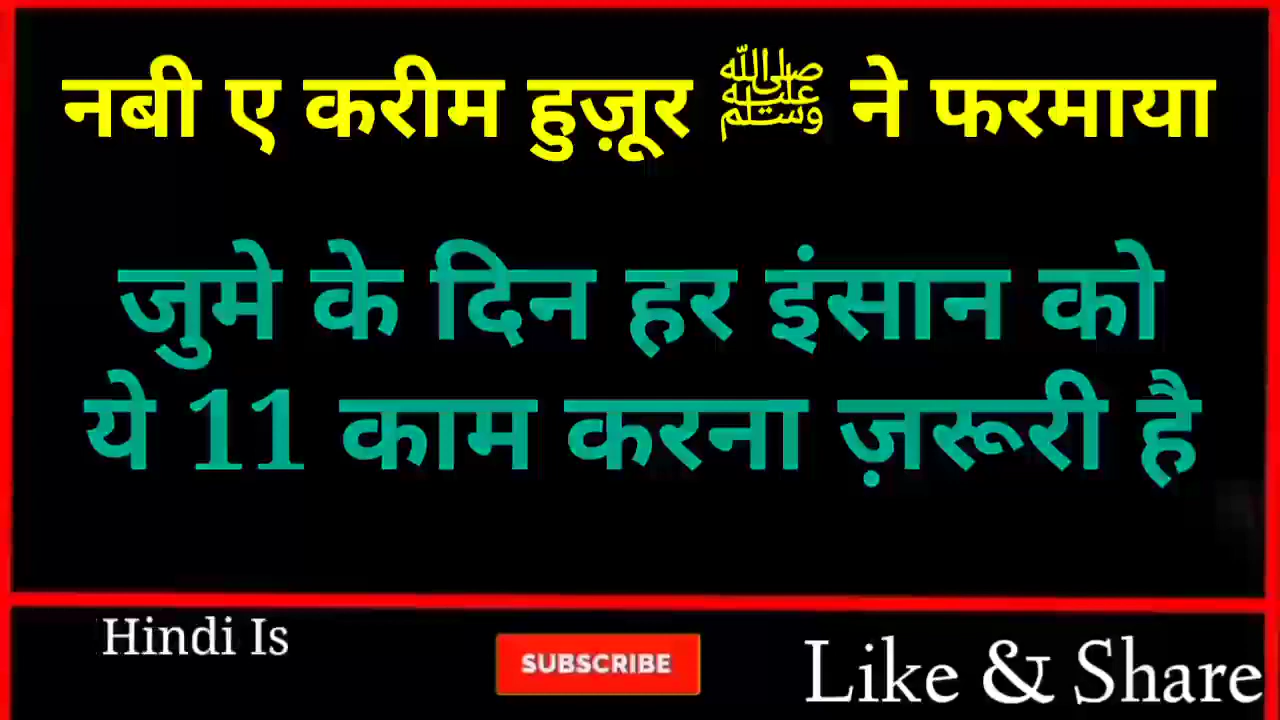 नबी ए करीम हुज़ूर ﷺ ने फरमाया
जुमे के दिन हर इंसान को
ये 11 काम करना ज़रूरी है
Hindi Is
SUBSCRIBE
Like & Share